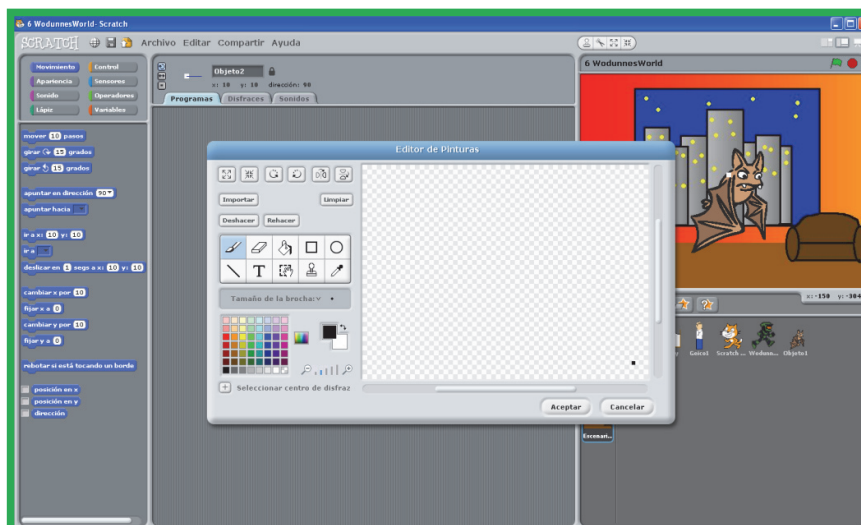 6 WodunnesWorld- Scratch
SCRATCH
Archivo Editar Compartir Ayuda
Movimiento Control
Apariencia Sensores
Sonido Operadores
Lápiz Variables
Objeto2
x: 10 y: 10 dirección: 90
Programas Disfraces Sonidos
6 WodunnesWorld
mover 10 pasos
girar 15 grados
girar 15 grados
apuntar en dirección 90
apuntar hacia
ir a x: 10 y: 10
ir a
deslizar en 1 segs a x: 10 y: 10
cambiar x por 10
fijar x a 0
cambiar y por 10
fijar y a 0
rebotar si está tocando un borde
posición en x
posición en y
dirección
Editor de Pinturas
Importar Limpiar
Deshacer Rehacer
T
Tamaño de la brocha:
Seleccionar centro de disfraz
Aceptar Cancelar
x: -150
Gaira1 Scratch ... Wodunn... Objeto1
Escenari...